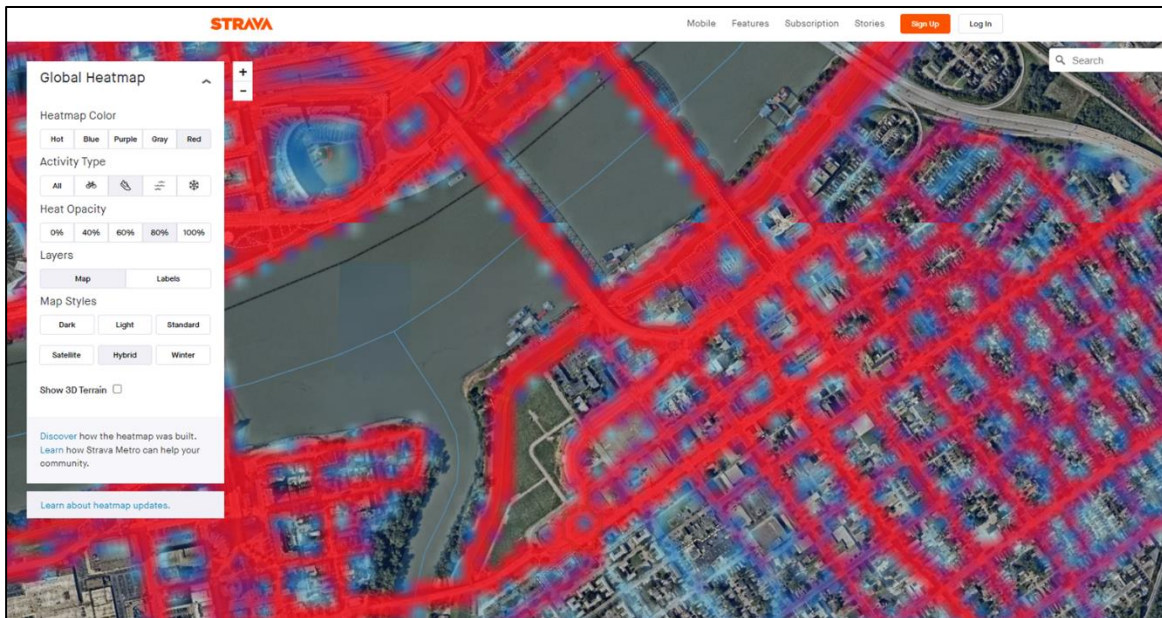 STRAVA
Mobile Features Subscription Stories Sign Up Log In
Global Heatmap
Search
Heatmap Color
Hot Blue Purple Gray Red
Activity Type
All
Heat Opacity
0% 40% 60% 80% 100%
Layers
Map Labels
Map Styles
Dark Light Standard
Satellite Hybrid Winter
Show 3D Terrain
Discover how the heatmap was built.
Learn how Strava Metro can help your
community.
Learn about heatmap updates.